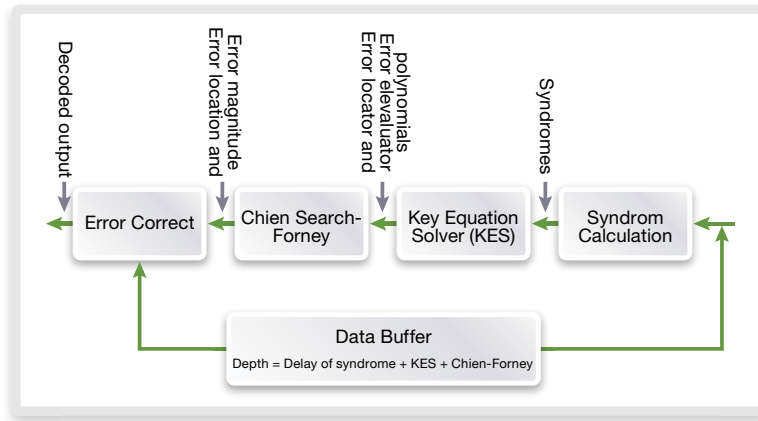 Decoded output
Error location and
Error magnitude
Error locator and
Error elevaluator
polynomials
Syndromes
Error Correct
Chien Search-
Forney
Key Equation
Solver (KES)
Syndrom
Calculation
Data Buffer
Depth = Delay of syndrome + KES + Chien-Forney